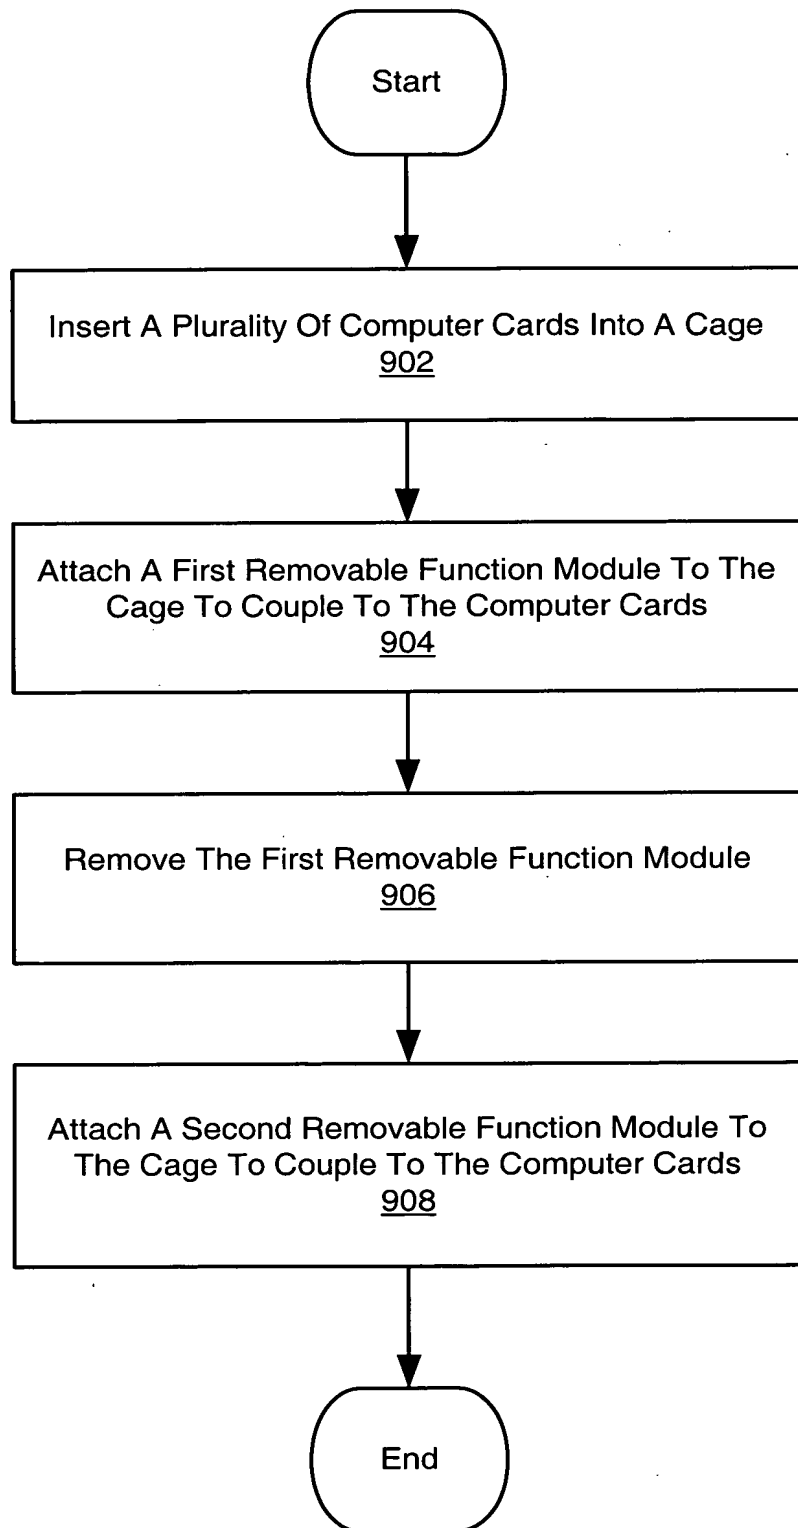 Start
Insert A Plurality Of Computer Cards Into A Cage
902
Attach A First Removable Function Module To The
Cage To Couple To The Computer Cards
904
Remove The First Removable Function Module
906
Attach A Second Removable Function Module To
The Cage To Couple To The Computer Cards
908
End